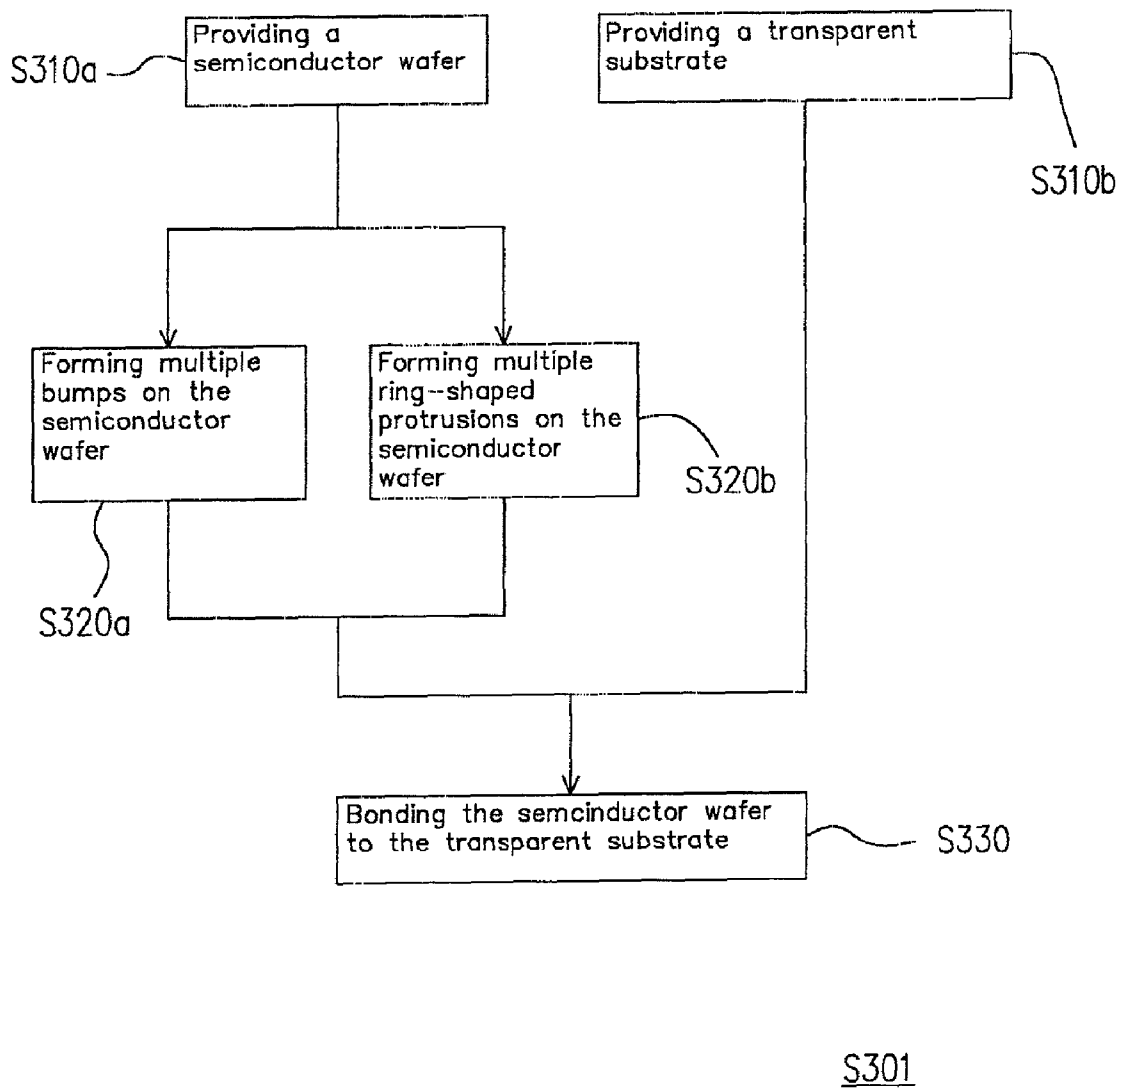 Providing a
semiconductor wafer
S310a
Providing a transparent
substrate
S310b
Forming multiple
bumps on the
semiconductor
wafer
S320a
Forming multiple
ring--shaped
protrusions on the
semiconductor
wafer
S320b
Bonding the semcinductor wafer
to the transparent substrate
S330
S301